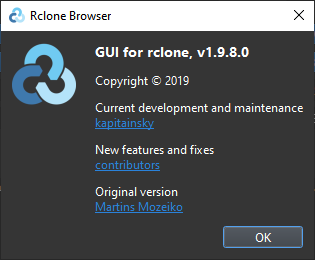 Rclone Browser
GUI for rclone, v1.9.8.0
Copyright © 2019
Current development and maintenance
kapitainsky
New features and fixes
contributors
Original version
Martins Mozeiko
OK